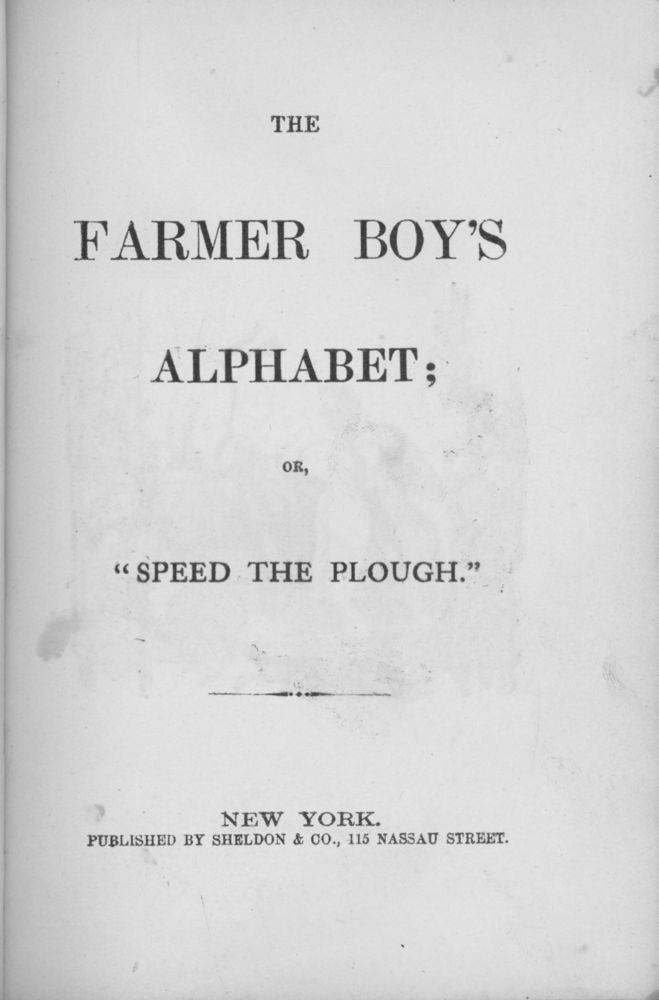 THE
FARMER BOY'S
ALPHABET;
OR,
"SPEED THE PLOUGH."
NEW YORK.
PUBLISHED BY SHELDON & CO., 115 NASSAU STREET.